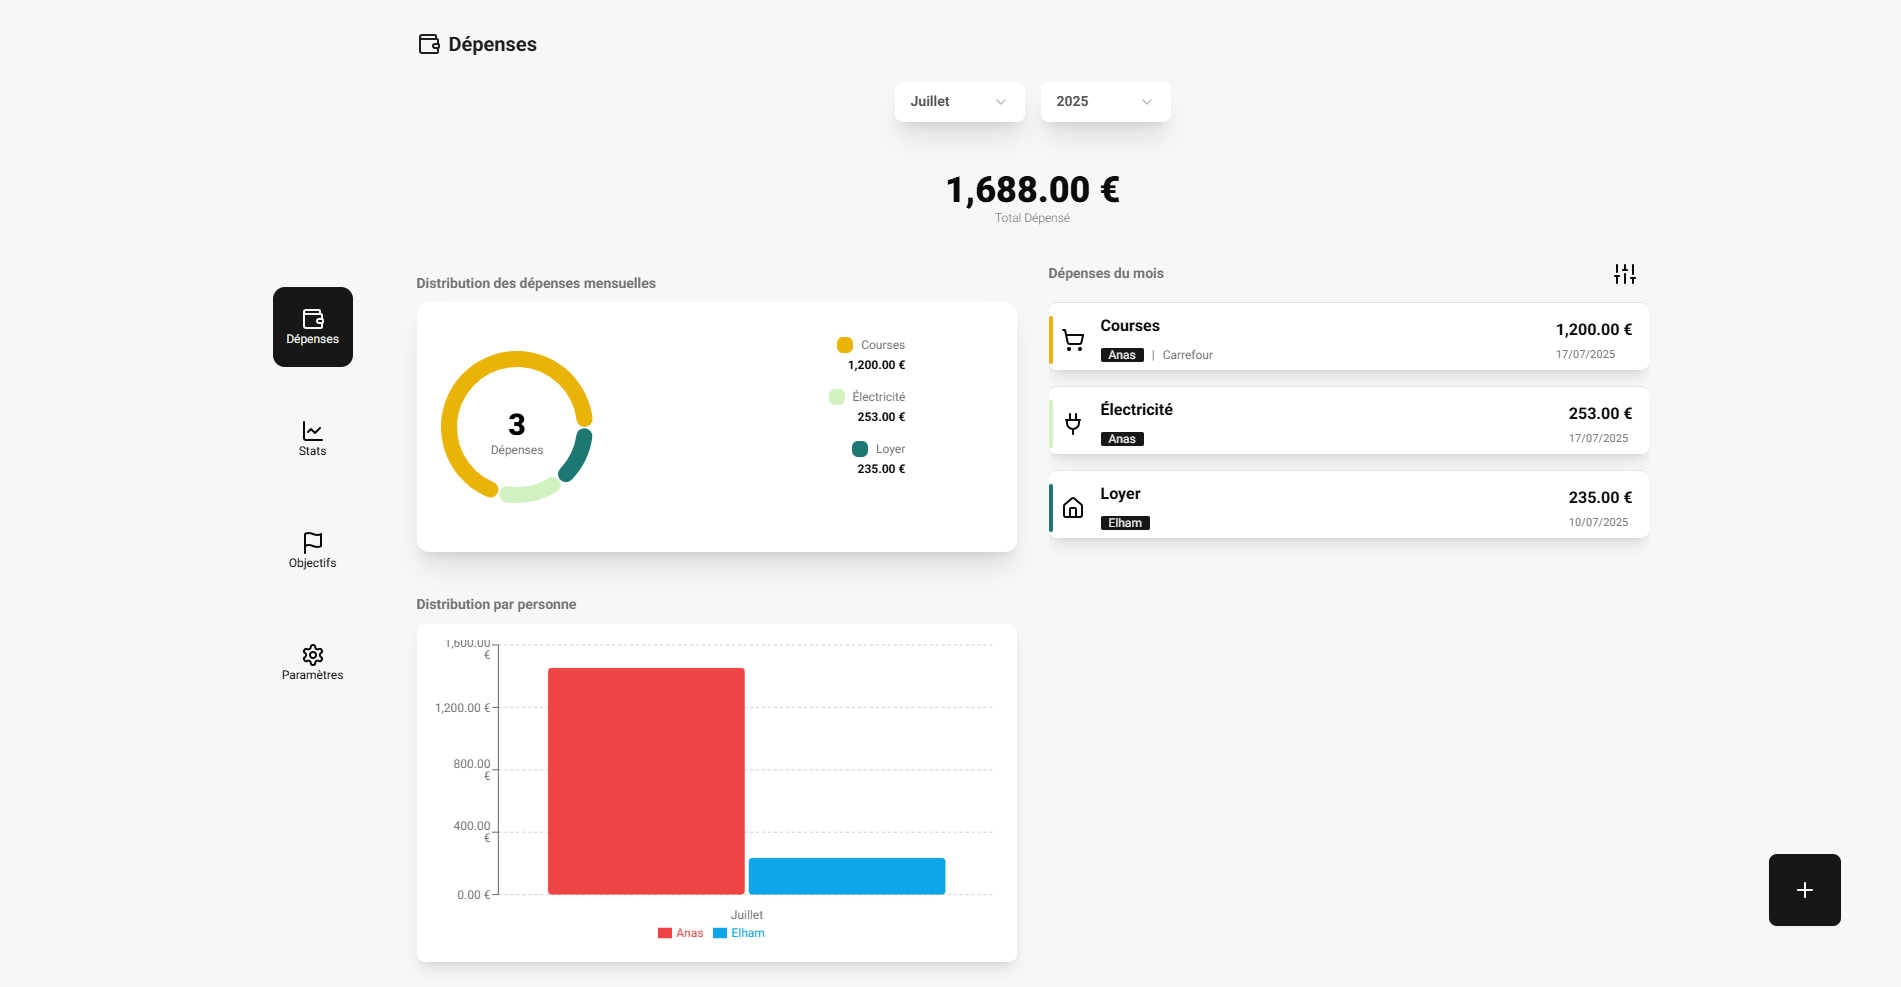 Dépenses
Juillet
2025
1,688.00 €
Total Dépensé
Dépenses
Stats
Objectifs
Paramètres
Distribution des dépenses mensuelles
3
Dépenses
Courses
1,200.00 €
Électricité
253.00 €
Loyer
235.00 €
Dépenses du mois
Courses
1,200.00 €
Anas | Carrefour
17/07/2025
Électricité
253.00 €
Anas
17/07/2025
Loyer
235.00 €
Elham
10/07/2025
Distribution par personne
1,600.00
€
1,200.00 €
800.00
€
400.00
€
0.00 €
Juillet
Anas
Elham